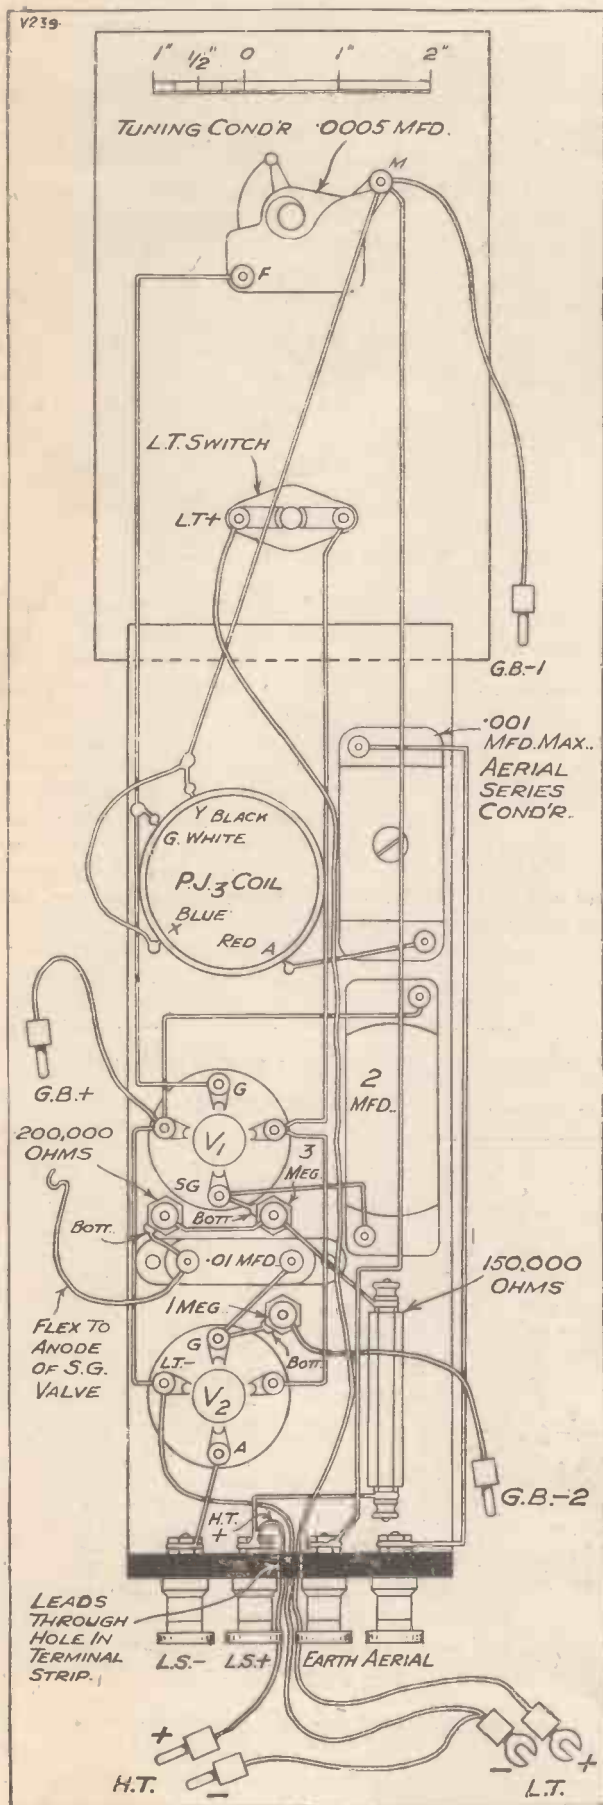 V239.
1" 1/2" 0 1" 2"
TUNING COND'R .0005 MFD.
M
F
L.T. SWITCH
L.T+
G.B.-1
.001
MFD. MAX..
AERIAL
SERIES
COND'R.
Y BLACK
G. WHITE
P.J.3 COIL
BLUE
X
RED A
G.B.+
G
2
MFD..
V1
200,000
OHMS
3
MEG.
SG
BOTT.
BOTT.
.01 MFD.
150,000
OHMS
1 MEG.
FLEX TO
ANODE
OF S.G.
VALVE
G
BOTT.
L.T.-
V2
A
G.B.-2
H.T.
+
LEADS
THROUGH
HOLE IN
TERMINAL
STRIP.
L.S.- L.S.+ EARTH AERIAL
+
H.T.
-
- +
L.T.